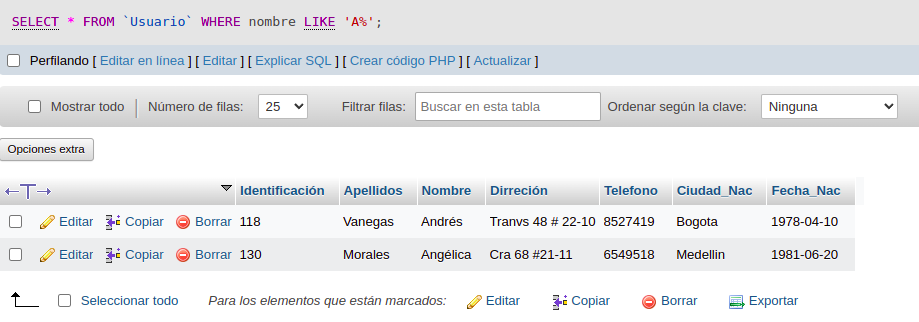 SELECT * FROM `Usuario` WHERE nombre LIKE 'A%';
Perfilando [ Editar en línea ] [ Editar ] [ Explicar SQL ] [ Crear código PHP ] [ Actualizar ]
Mostrar todo | Número de filas: 25 Filtrar filas: Buscar en esta tabla Ordenar según la clave: Ninguna
Opciones extra
←T→ Identificación Apellidos Nombre Dirreción Telefono Ciudad_Nac Fecha_Nac
Editar Copiar Borrar 118 Vanegas Andrés Tranvs 48 # 22-10 8527419 Bogota 1978-04-10
Editar Copiar Borrar 130 Morales Angélica Cra 68 #21-11 6549518 Medellin 1981-06-20
Seleccionar todo Para los elementos que están marcados: Editar Copiar Borrar Exportar